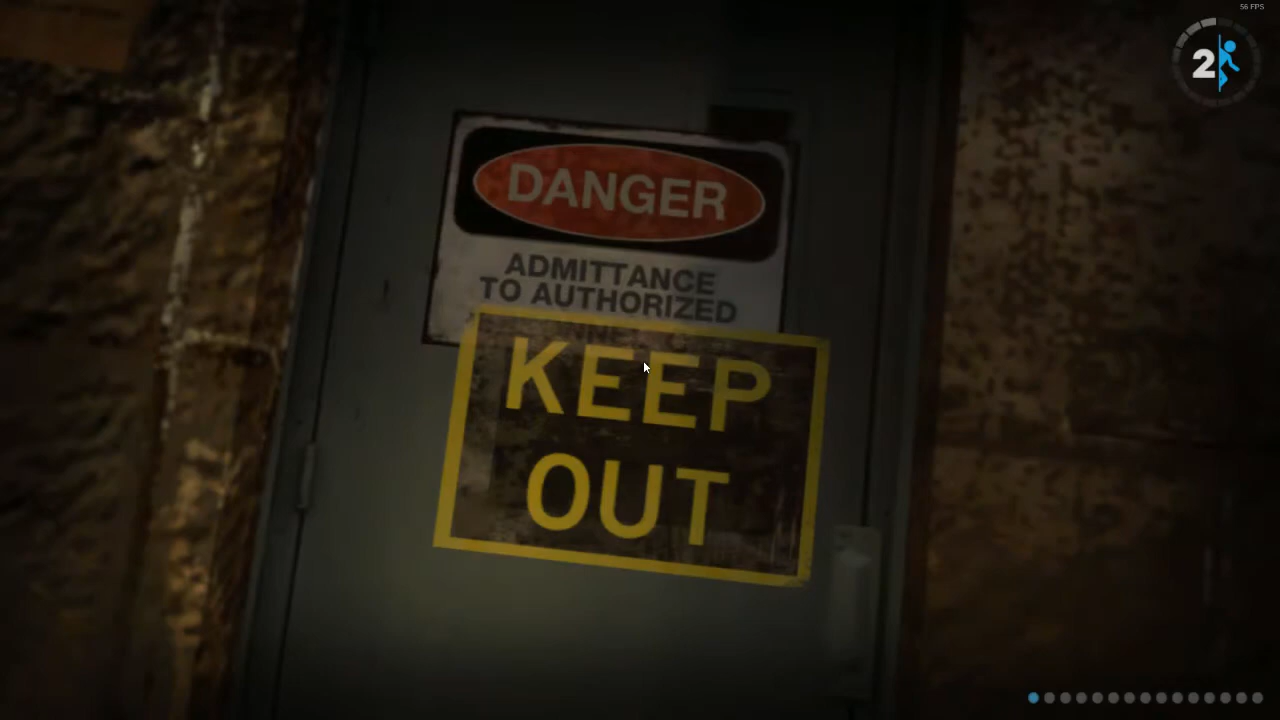 56 FPS
2
DANGER
ADMITTANCE
TO AUTHORIZED
KEEP
OUT